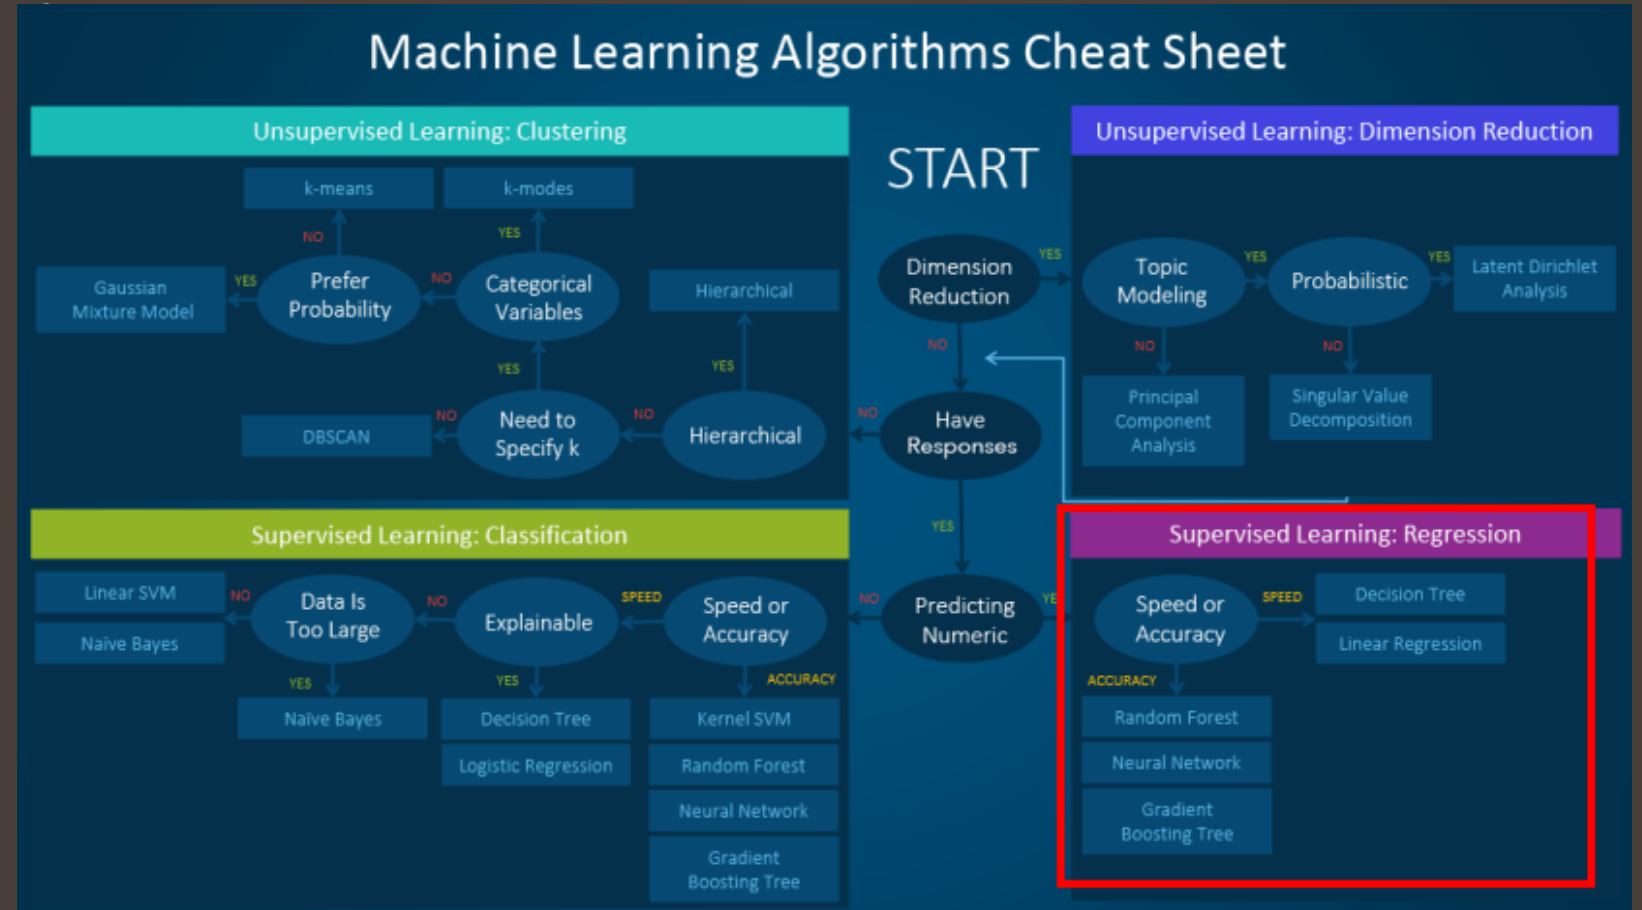 Machine Learning Algorithms Cheat Sheet
Unsupervised Learning: Clustering
k-means
k-modes
NO
YES
Gaussian
Mixture Model
YES
Prefer
Probability
NO
Categorical
Variables
Hierarchical
YES
YES
DBSCAN
NO
Need to
Specify k
NO
Hierarchical
NO
START
Dimension
Reduction
YES
NO
Have
Responses
YES
Predicting
Numeric
Unsupervised Learning: Dimension Reduction
Topic
Modeling
YES
Probabilistic
YES
Latent Dirichlet
Analysis
NO
NO
Principal
Component
Analysis
Singular Value
Decomposition
Supervised Learning: Classification
Linear SVM
Naïve Bayes
NO
Data Is
Too Large
NO
Explainable
SPEED
Speed or
Accuracy
NO
YES
YES
ACCURACY
Naïve Bayes
Decision Tree
Logistic Regression
Kernel SVM
Random Forest
Neural Network
Gradient
Boosting Tree
Supervised Learning: Regression
YE
Speed or
Accuracy
SPEED
Decision Tree
Linear Regression
ACCURACY
Random Forest
Neural Network
Gradient
Boosting Tree